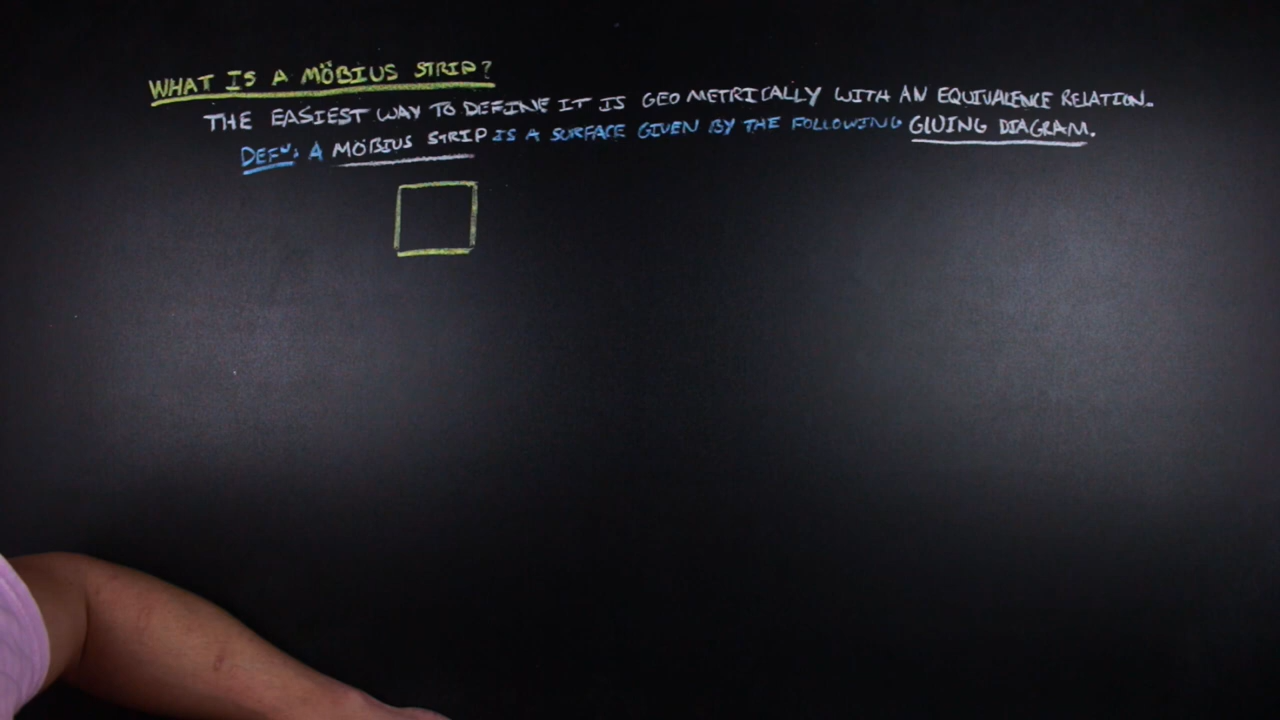 WHAT IS A MÖBIUS STRIP?
THE EASIEST WAY TO DEFINE IT IS GEOMETRICALLY WITH AN EQUIVALENCE RELATION.
DEFN: A MÖBIUS STRIP IS A SURFACE GIVEN BY THE FOLLOWING GLUING DIAGRAM.